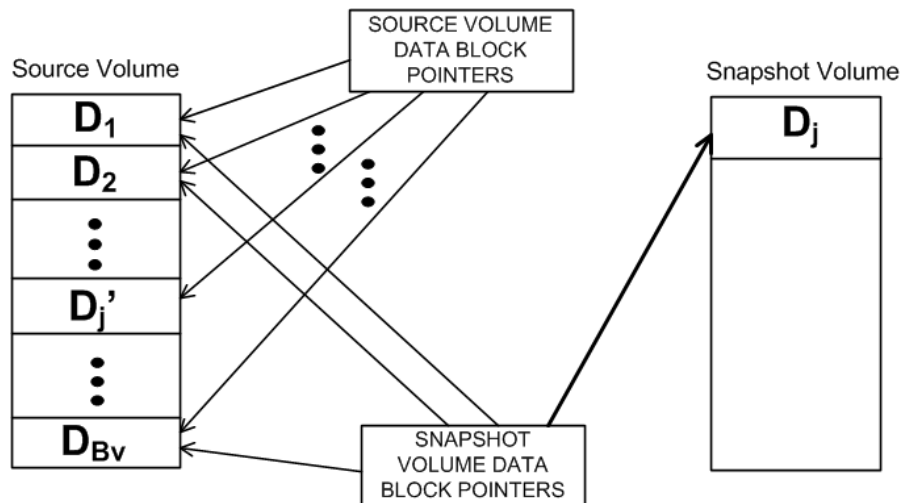 SOURCE VOLUME
DATA BLOCK
POINTERS
Source Volume
Snapshot Volume
D1
D2
Dj'
DBv
Dj
SNAPSHOT
VOLUME DATA
BLOCK POINTERS